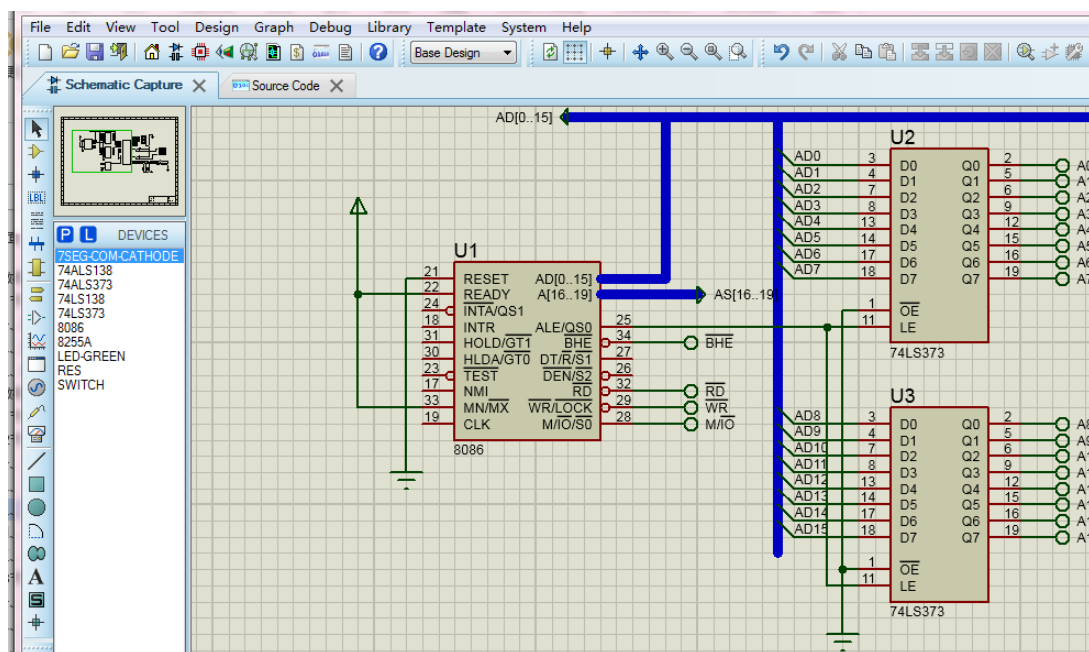 File Edit View Tool Design Graph Debug Library Template System Help
Base Design
Schematic Capture
Source Code
LBL
P L DEVICES
7SEG-COM-CATHODE
74ALS138
74ALS373
74LS138
74LS373
8086
8255A
LED-GREEN
RES
SWITCH
A
S
AD[0..15]
U1
21 RESET AD[0..15]
22 READY A[16..19] AS[16..19]
24 INTA/QS1
18 INTR ALE/QS0 25
31 HOLD/GT1 BHE 34 BHE
30 HLDA/GT0 DT/R/S1 27
23 TEST DEN/S2 26
17 NMI RD 32 RD
33 MN/MX WR/LOCK 29 WR
19 CLK M/IO/S0 28 M/IO
8086
U2
AD0 3 D0 Q0 2
AD1 4 D1 Q1 5
AD2 7 D2 Q2 6
AD3 8 D3 Q3 9
AD4 13 D4 Q4 12
AD5 14 D5 Q5 15
AD6 17 D6 Q6 16
AD7 18 D7 Q7 19
1 OE
11 LE
74LS373
U3
AD8 3 D0 Q0 2
AD9 4 D1 Q1 5
AD10 7 D2 Q2 6
AD11 8 D3 Q3 9
AD12 13 D4 Q4 12
AD13 14 D5 Q5 15
AD14 17 D6 Q6 16
AD15 18 D7 Q7 19
1 OE
11 LE
74LS373